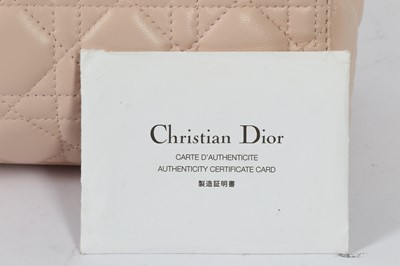 Christian Dior
CARTE D'AUTHENTICITE
AUTHENTICITY CERTIFICATE CARD
製造証明書